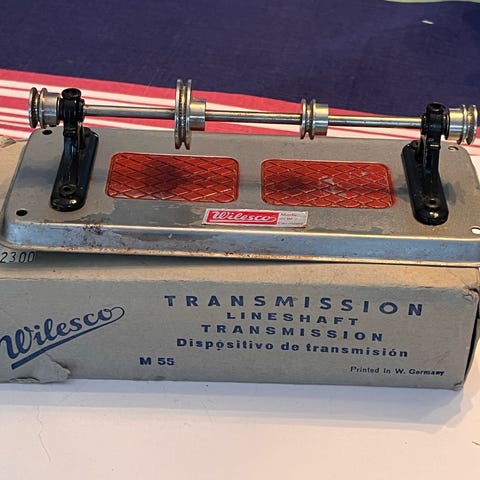 Wilesco
2300
TRANSMISSION
LINESHAFT
TRANSMISSION
Dispositivo de transmisión
Wilesco
M 55
Printed in W. Germany